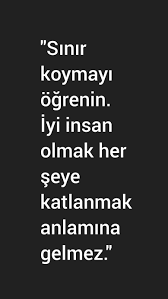 "Sınır
koymayı
öğrenin.
İyi insan
olmak her
şeye
katlanmak
anlamına
gelmez."